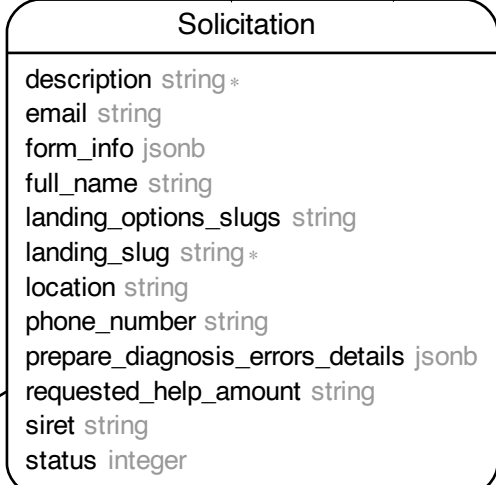 Solicitation
description string *
email string
form_info jsonb
full_name string
landing_options_slugs string
landing_slug string *
location string
phone_number string
prepare_diagnosis_errors_details jsonb
requested_help_amount string
siret string
status integer